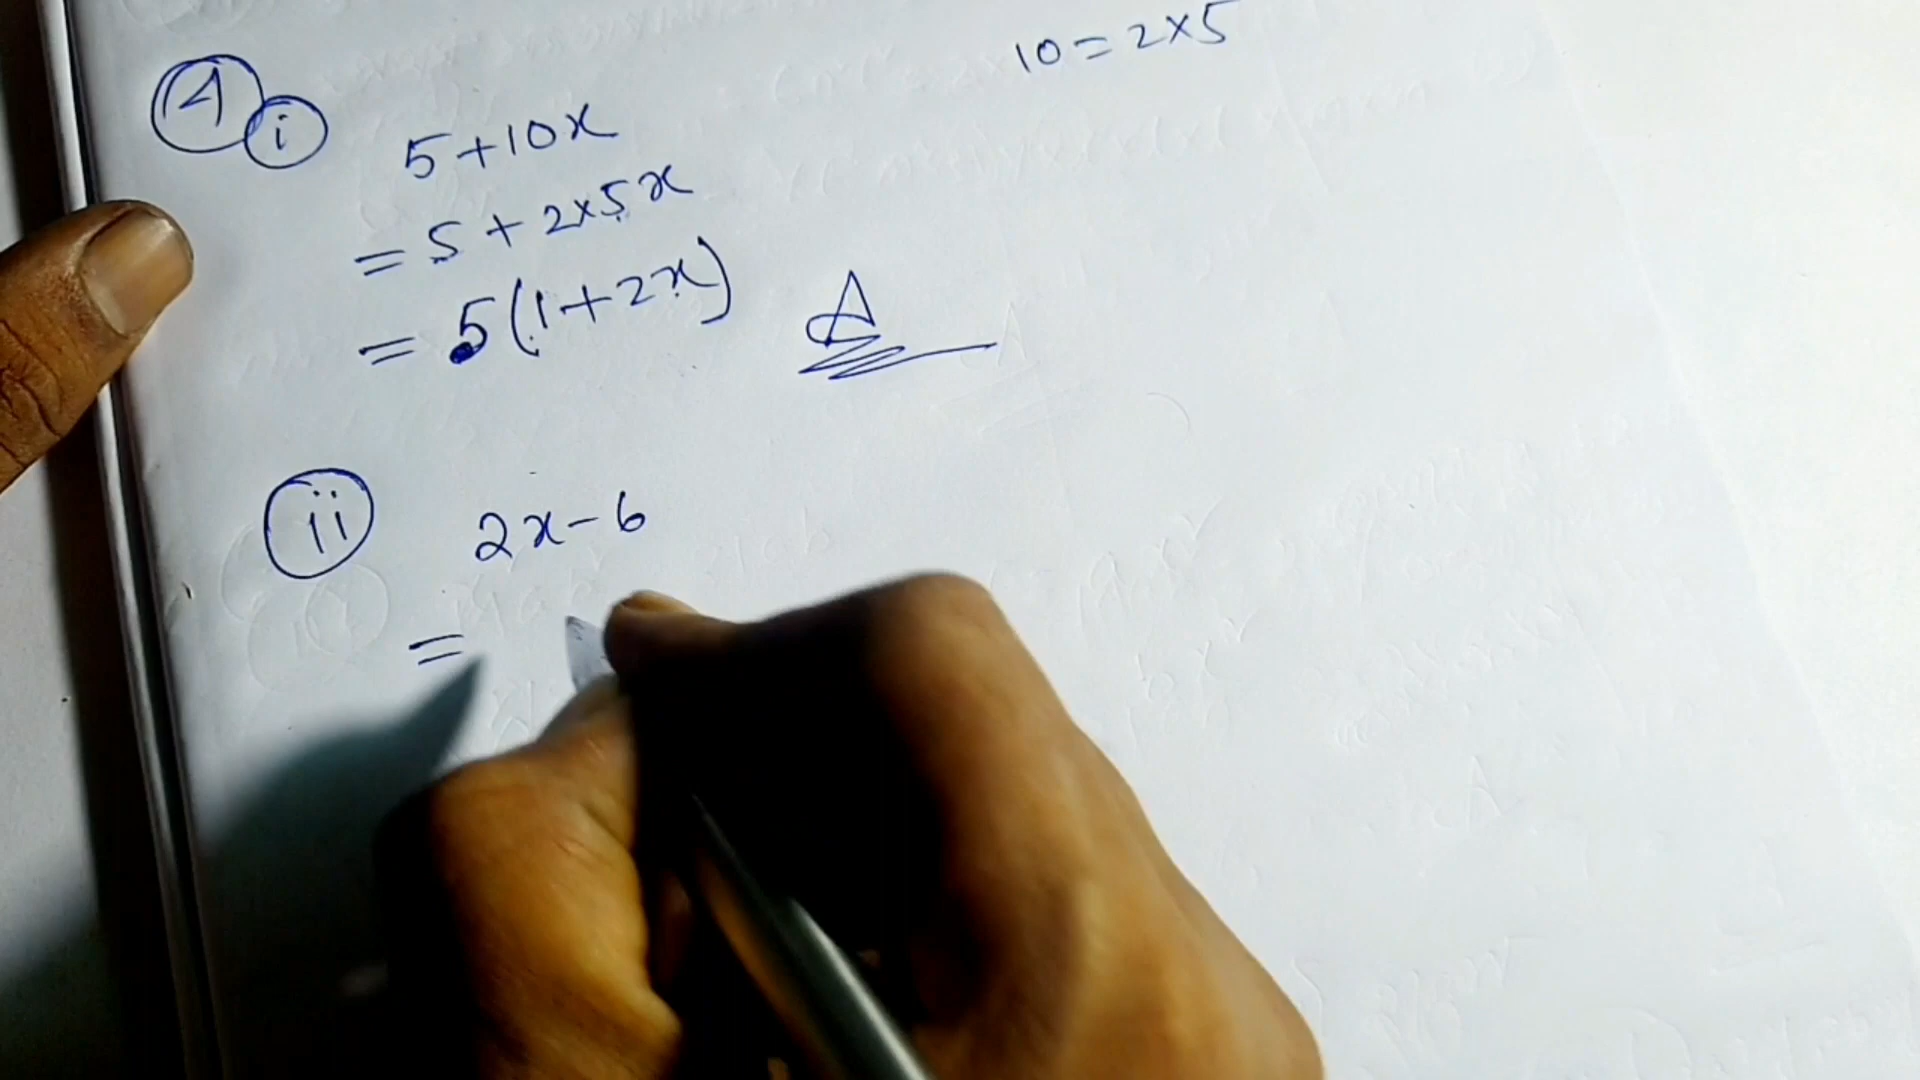 10=2×5
4 i 5+10x
=5+2×5x
=5(1+2x) A
ii 2x-6
=